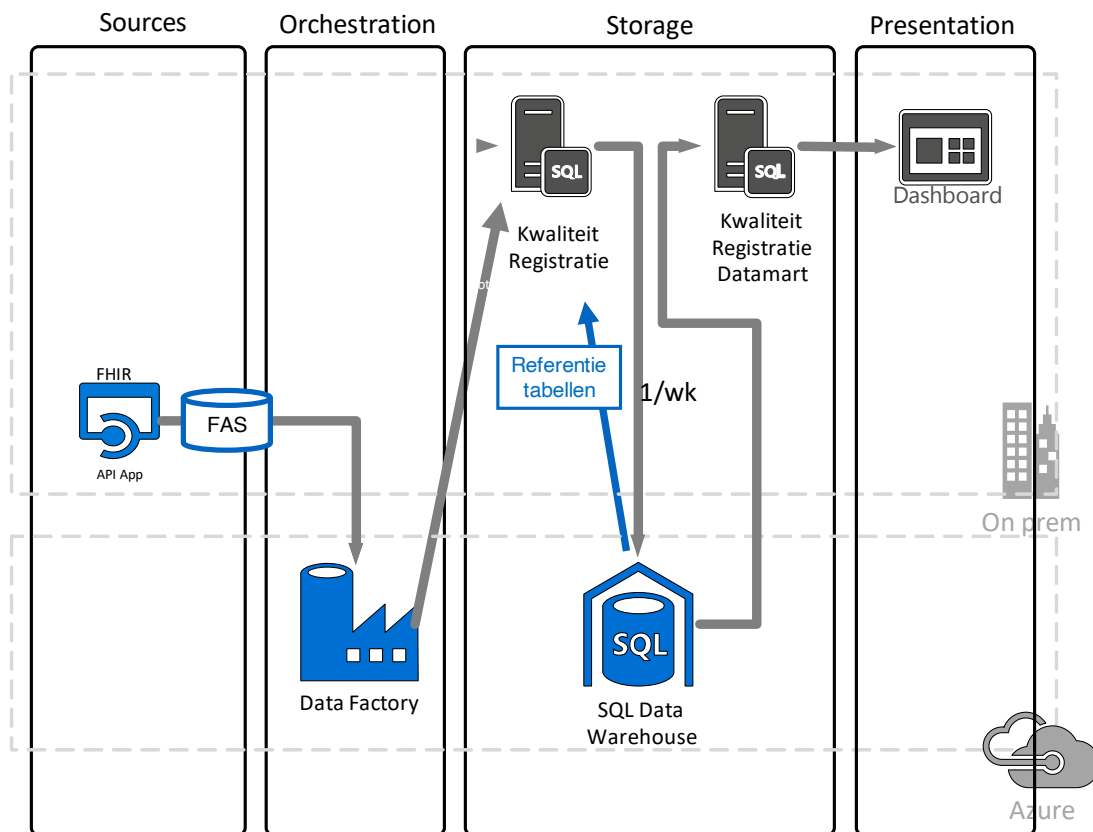 Sources
Orchestration
Storage
Presentation
SQL
SQL
Dashboard
Kwaliteit
Registratie
Kwaliteit
Registratie
Datamart
ot
Referentie
tabellen
1/wk
FHIR
FAS
API App
On prem
SQL
Data Factory
SQL Data
Warehouse
Azure